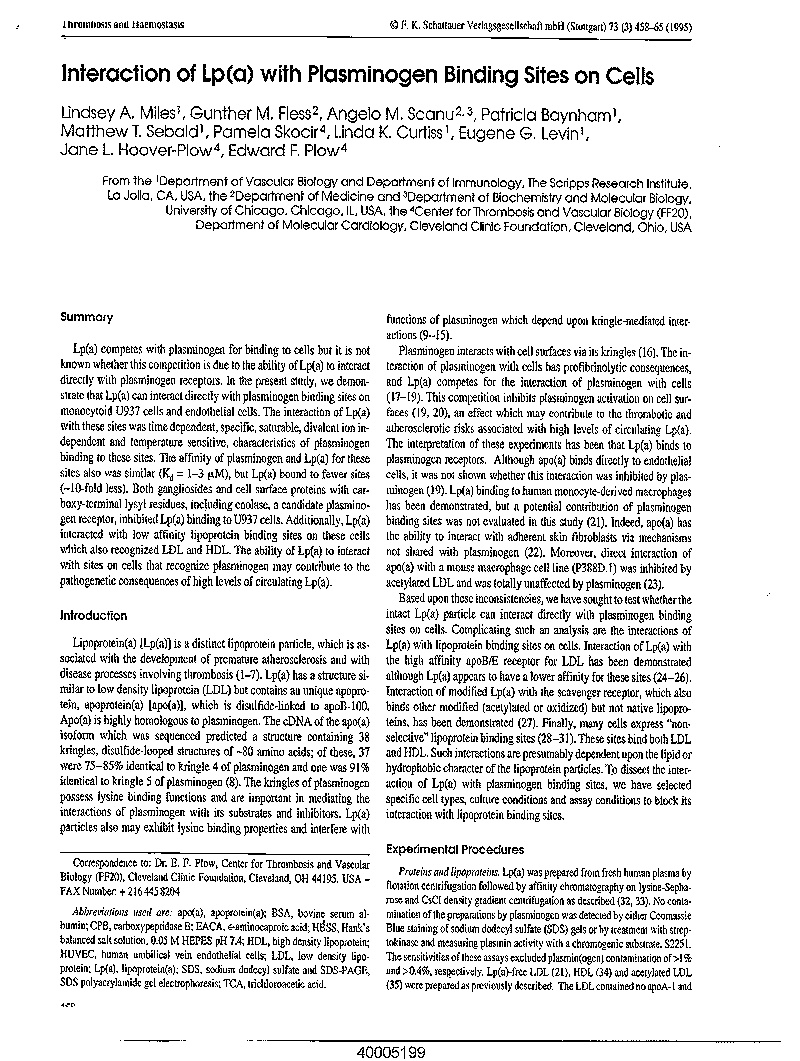 Thrombosis and Haemostasis
© F. K. Schattauer Verlagsgesellschaft mbH (Stuttgart) 73 (3) 458–65 (1995)
Interaction of Lp(a) with Plasminogen Binding Sites on Cells
Lindsey A. Miles¹, Gunther M. Fless², Angelo M. Scanu²,³, Patricia Baynham¹,
Matthew T. Sebald¹, Pamela Skocir⁴, Linda K. Curtiss¹, Eugene G. Levin¹,
Jane L. Hoover-Plow⁴, Edward F. Plow⁴
From the ¹Department of Vascular Biology and Department of Immunology, The Scripps Research Institute,
La Jolla, CA, USA, the ²Department of Medicine and ³Department of Biochemistry and Molecular Biology,
University of Chicago, Chicago, IL, USA, the ⁴Center for Thrombosis and Vascular Biology (FF20),
Department of Molecular Cardiology, Cleveland Clinic Foundation, Cleveland, Ohio, USA
Summary
Lp(a) competes with plasminogen for binding to cells but it is not
known whether this competition is due to the ability of Lp(a) to interact
directly with plasminogen receptors. In the present study, we demon-
strate that Lp(a) can interact directly with plasminogen binding sites on
monocytoid U937 cells and endothelial cells. The interaction of Lp(a)
with these sites was time dependent, specific, saturable, divalent ion in-
dependent and temperature sensitive, characteristics of plasminogen
binding to these sites. The affinity of plasminogen and Lp(a) for these
sites also was similar (Kd = 1–3 µM), but Lp(a) bound to fewer sites
(~10-fold less). Both gangliosides and cell surface proteins with car-
boxy-terminal lysyl residues, including enolase, a candidate plasmino-
gen receptor, inhibited Lp(a) binding to U937 cells. Additionally, Lp(a)
interacted with low affinity lipoprotein binding sites on these cells
which also recognized LDL and HDL. The ability of Lp(a) to interact
with sites on cells that recognize plasminogen may contribute to the
pathogenetic consequences of high levels of circulating Lp(a).
Introduction
Lipoprotein(a) [Lp(a)] is a distinct lipoprotein particle, which is as-
sociated with the development of premature atherosclerosis and with
disease processes involving thrombosis (1–7). Lp(a) has a structure si-
milar to low density lipoprotein (LDL) but contains an unique apopro-
tein, apoprotein(a) [apo(a)], which is disulfide-linked to apoB-100.
Apo(a) is highly homologous to plasminogen. The cDNA of the apo(a)
isoform which was sequenced predicted a structure containing 38
kringles, disulfide-looped structures of ~80 amino acids; of these, 37
were 75–85% identical to kringle 4 of plasminogen and one was 91%
identical to kringle 5 of plasminogen (8). The kringles of plasminogen
possess lysine binding functions and are important in mediating the
interactions of plasminogen with its substrates and inhibitors. Lp(a)
particles also may exhibit lysine binding properties and interfere with
Correspondence to: Dr. E. F. Plow, Center for Thrombosis and Vascular
Biology (FF20), Cleveland Clinic Foundation, Cleveland, OH 44195, USA –
FAX Number: + 216 445 8204
Abbreviations used are: apo(a), apoprotein(a); BSA, bovine serum al-
bumin; CPB, carboxypeptidase B; EACA, ε-aminocaproic acid; HBSS, Hank's
balanced salt solution, 0.05 M HEPES pH 7.4; HDL, high density lipoprotein;
HUVEC, human umbilical vein endothelial cells; LDL, low density lipo-
protein; Lp(a), lipoprotein(a); SDS, sodium dodecyl sulfate and SDS-PAGE,
SDS polyacrylamide gel electrophoresis; TCA, trichloroacetic acid.
functions of plasminogen which depend upon kringle-mediated inter-
actions (9–15).
Plasminogen interacts with cell surfaces via its kringles (16). The in-
teraction of plasminogen with cells has profibrinolytic consequences,
and Lp(a) competes for the interaction of plasminogen with cells
(17–19). This competition inhibits plasminogen activation on cell sur-
faces (19, 20), an effect which may contribute to the thrombotic and
atherosclerotic risks associated with high levels of circulating Lp(a).
The interpretation of these experiments has been that Lp(a) binds to
plasminogen receptors. Although apo(a) binds directly to endothelial
cells, it was not shown whether this interaction was inhibited by plas-
minogen (19). Lp(a) binding to human monocyte-derived macrophages
has been demonstrated, but a potential contribution of plasminogen
binding sites was not evaluated in this study (21). Indeed, apo(a) has
the ability to interact with adherent skin fibroblasts via mechanisms
not shared with plasminogen (22). Moreover, direct interaction of
apo(a) with a mouse macrophage cell line (P388D.1) was inhibited by
acetylated LDL and was totally unaffected by plasminogen (23).
Based upon these inconsistencies, we have sought to test whether the
intact Lp(a) particle can interact directly with plasminogen binding
sites on cells. Complicating such an analysis are the interactions of
Lp(a) with lipoprotein binding sites on cells. Interaction of Lp(a) with
the high affinity apoB/E receptor for LDL has been demonstrated
although Lp(a) appears to have a lower affinity for these sites (24–26).
Interaction of modified Lp(a) with the scavenger receptor, which also
binds other modified (acetylated or oxidized) but not native lipopro-
teins, has been demonstrated (27). Finally, many cells express "non-
selective" lipoprotein binding sites (28–31). These sites bind both LDL
and HDL. Such interactions are presumably dependent upon the lipid or
hydrophobic character of the lipoprotein particles. To dissect the inter-
action of Lp(a) with plasminogen binding sites, we have selected
specific cell types, culture conditions and assay conditions to block its
interaction with lipoprotein binding sites.
Experimental Procedures
Proteins and lipoproteins. Lp(a) was prepared from fresh human plasma by
flotation centrifugation followed by affinity chromatography on lysine-Sepha-
rose and CsCl density gradient centrifugation as described (32, 33). No conta-
mination of the preparations by plasminogen was detected by either Coomassie
Blue staining of sodium dodecyl sulfate (SDS) gels or by treatment with strep-
tokinase and measuring plasmin activity with a chromogenic substrate, S2251.
The sensitivities of these assays excluded plasmin(ogen) contamination of >1%
and >0.4%, respectively. Lp(a)-free LDL (21), HDL (34) and acetylated LDL
(35) were prepared as previously described. The LDL contained no apoA-1 and
40005199